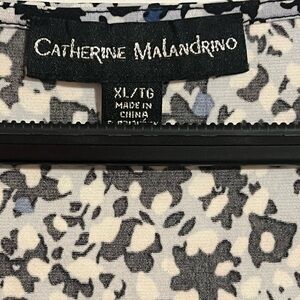 CATHERINE MALANDRINO
XL/TG
MADE IN
CHINA